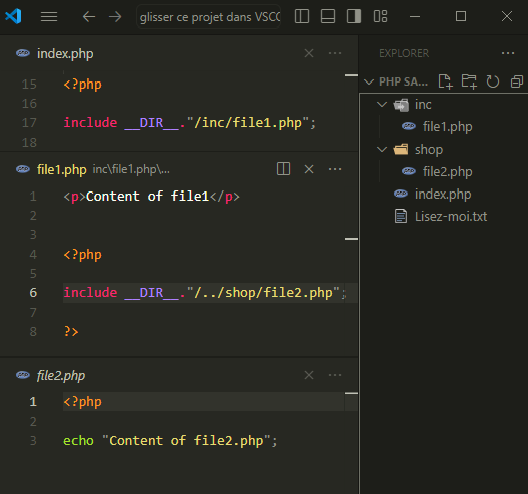 glisser ce projet dans VSCC
index.php
15 <?php
16
17 include __DIR__."/inc/file1.php";
18
file1.php inc\file1.php\...
1 <p>Content of file1</p>
2
3
4 <?php
5
6 include __DIR__."/../shop/file2.php";
7
8 ?>
file2.php
1 <?php
2
3 echo "Content of file2.php";
EXPLORER
PHP SA...
inc
file1.php
shop
file2.php
index.php
Lisez-moi.txt